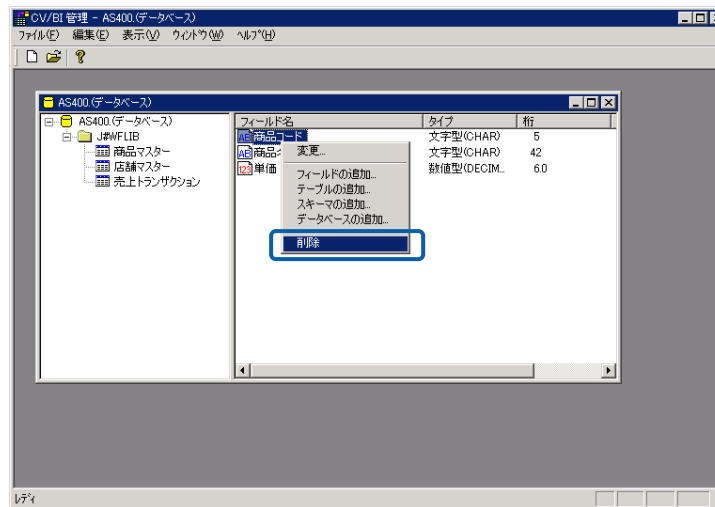 CV/BI 管理 - AS400.(データベース)
ファイル(F) 編集(E) 表示(V) ウィンドウ(W) ヘルプ(H)
AS400.(データベース)
AS400.(データベース)
J#WFLIB
商品マスター
店舗マスター
売上トランザクション
フィールド名 タイプ 桁
AB 商品コード 文字型(CHAR) 5
AB 商品 文字型(CHAR) 42
123 単価 数値型(DECIM... 6.0
変更...
フィールドの追加...
テーブルの追加...
スキーマの追加...
データベースの追加...
削除
レディ